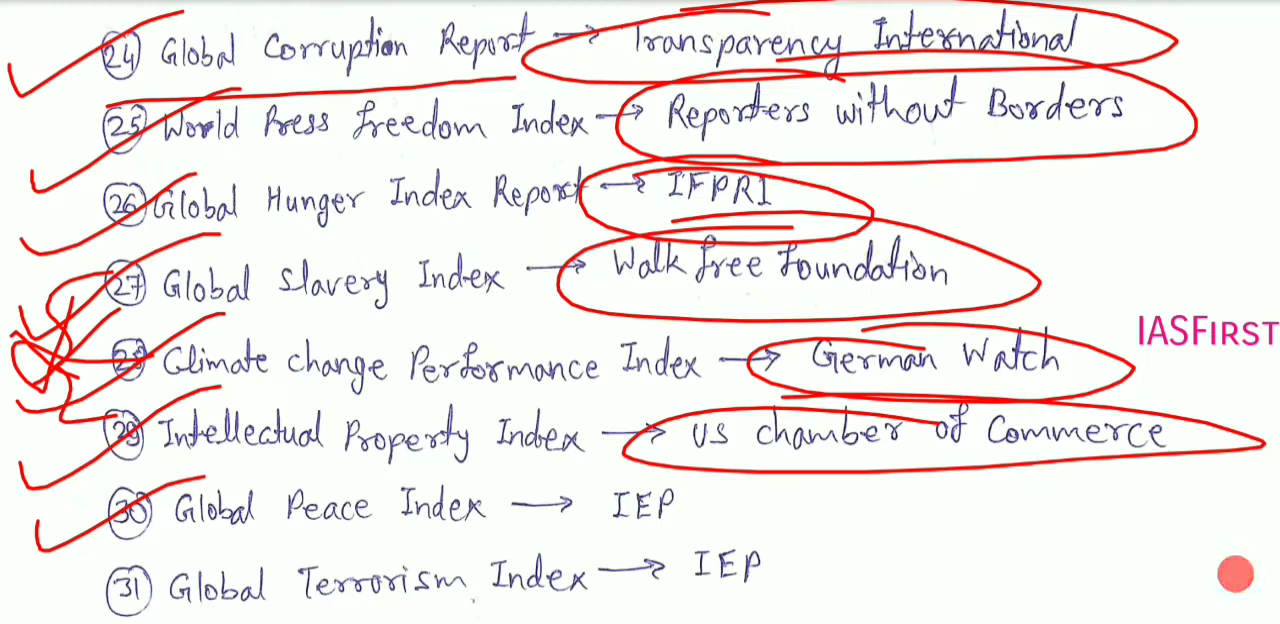 24 Global Corruption Report → Transparency International
25 World Press freedom Index → Reporters without Borders
26 Global Hunger Index Report → IFPRI
27 Global Slavery Index → Walk free Foundation
28 Climate change Performance Index → German Watch
IASFIRST
29 Intellectual Property Index → US chamber of Commerce
30 Global Peace Index → IEP
31 Global Terrorism Index → IEP